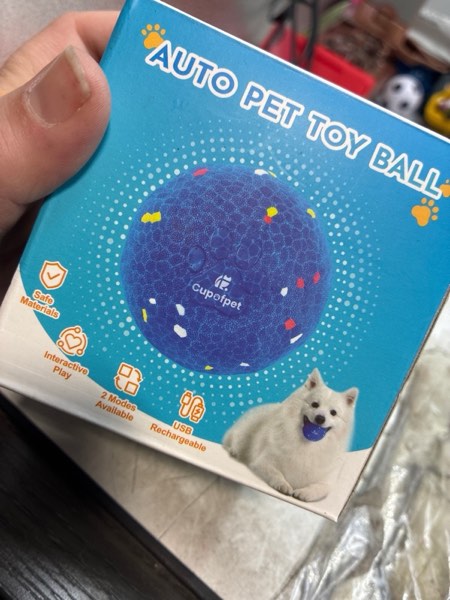 AUTO PET TOY BALL
Cupofpet
Safe
Materials
Interactive
Play
2 Modes
Available
USB
Rechargeable